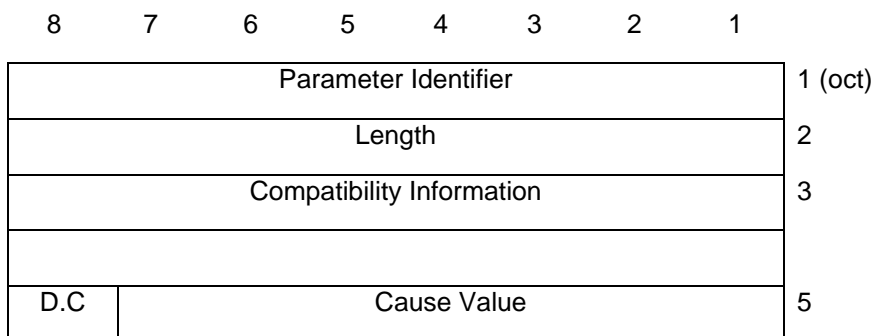 8 7 6 5 4 3 2 1
Parameter Identifier 1 (oct)
Length 2
Compatibility Information 3
D.C Cause Value 5